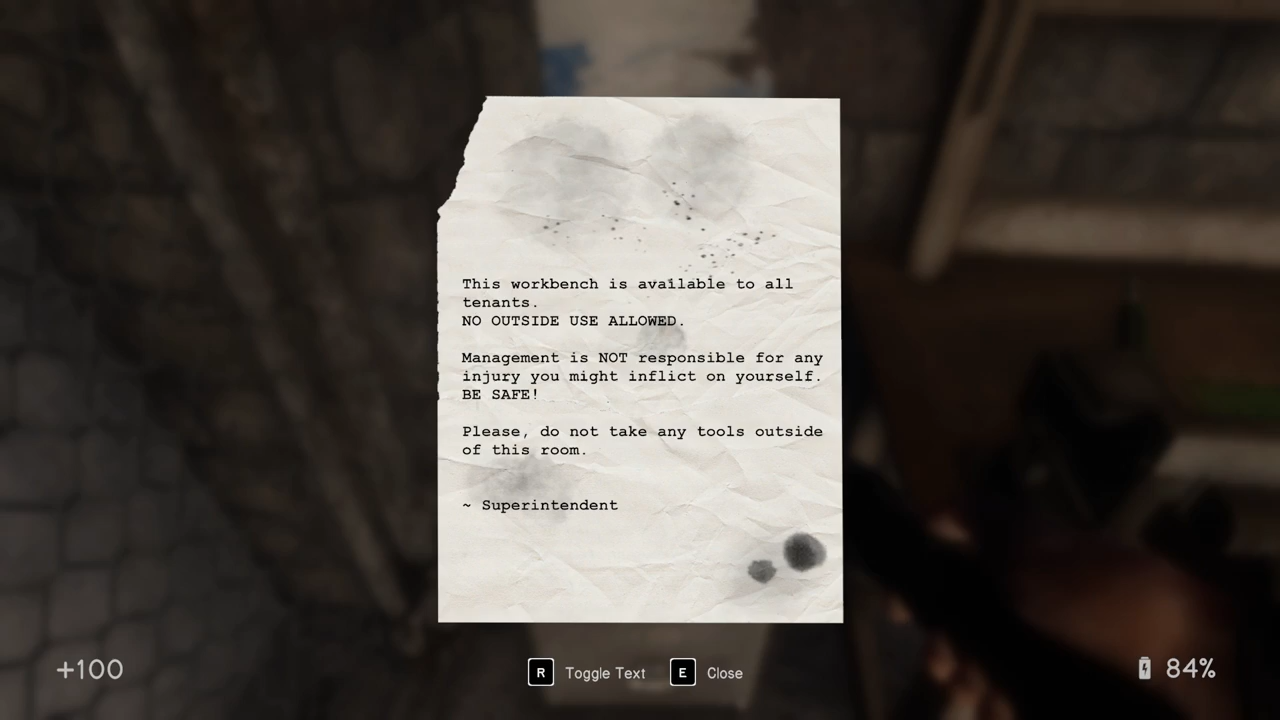 This workbench is available to all
tenants.
NO OUTSIDE USE ALLOWED.
Management is NOT responsible for any
injury you might inflict on yourself.
BE SAFE!
Please, do not take any tools outside
of this room.
~ Superintendent
+100
R Toggle Text E Close
84%